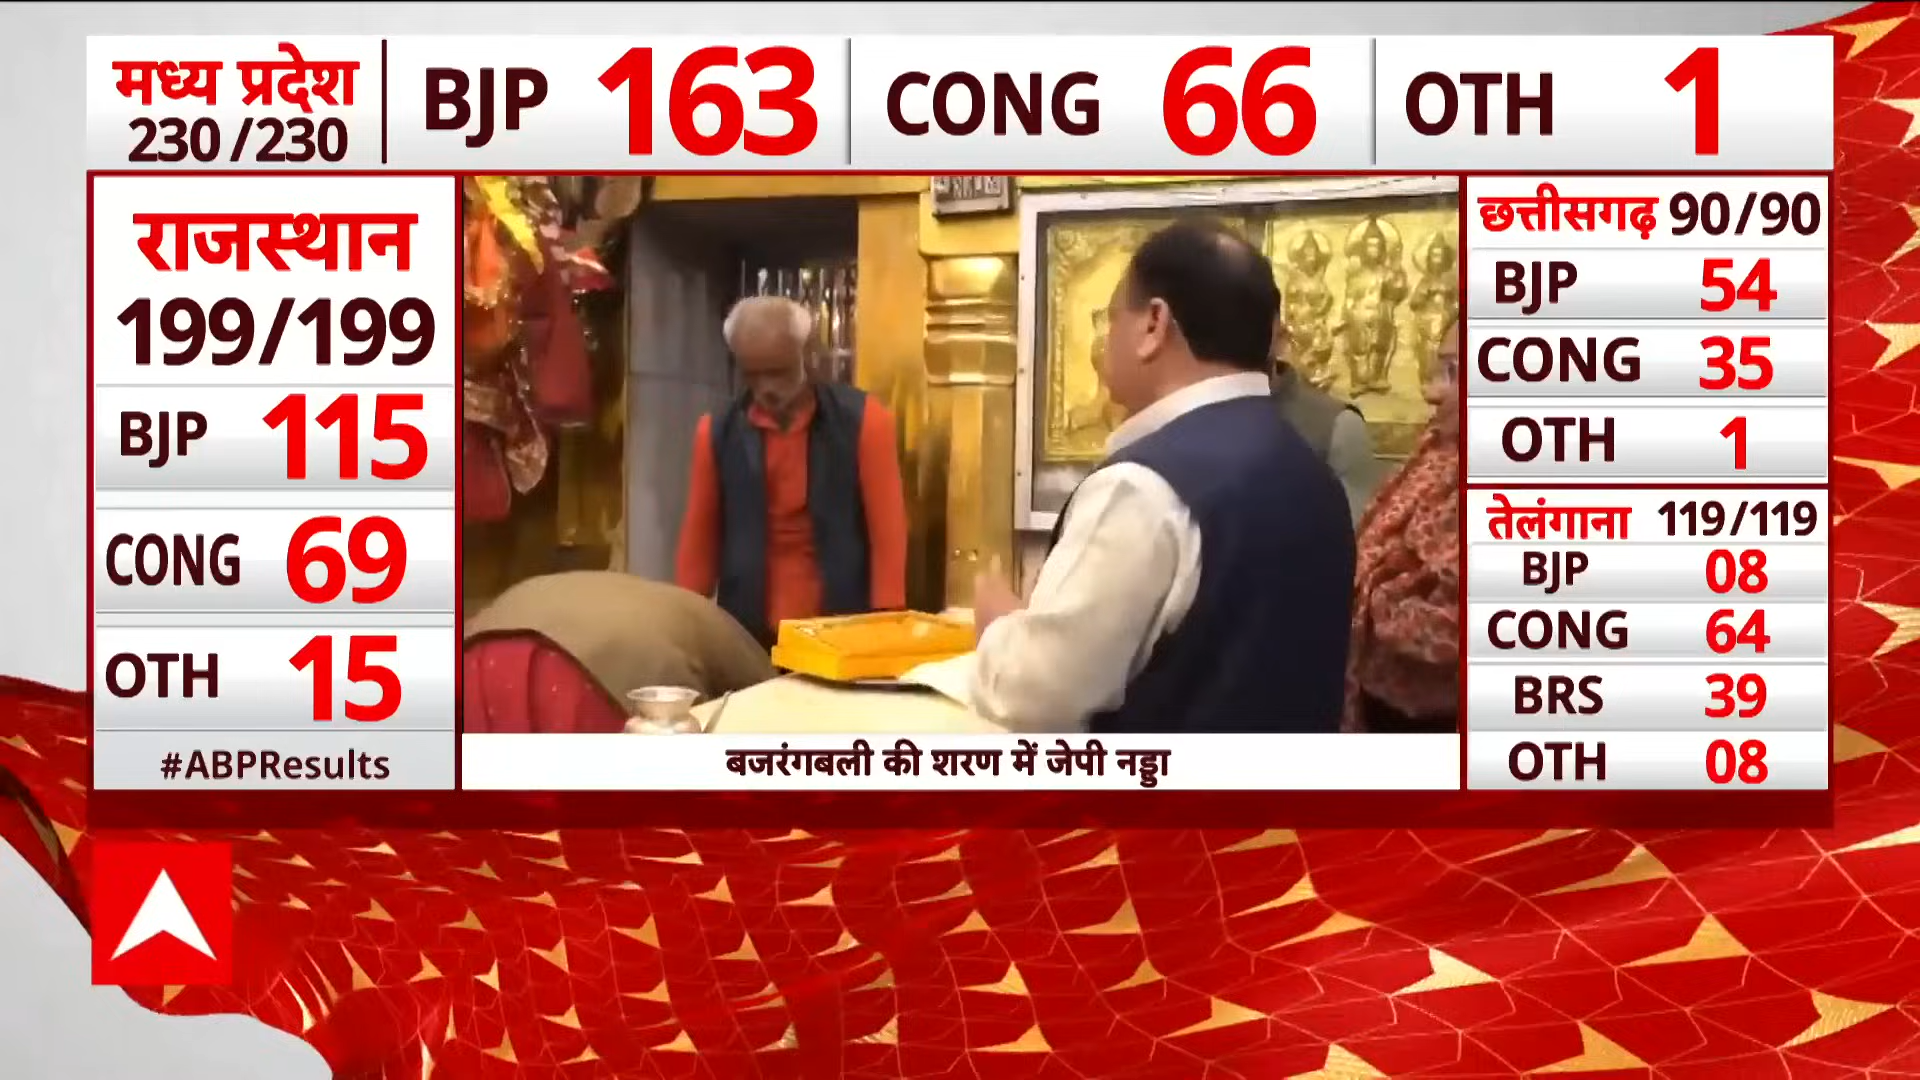 मध्य प्रदेश
230/230
BJP 163
CONG 66
OTH 1
राजस्थान
199/199
BJP 115
CONG 69
OTH 15
#ABPResults
बजरंगबली की शरण में जेपी नड्डा
छत्तीसगढ़ 90/90
BJP 54
CONG 35
OTH 1
तेलंगाना 119/119
BJP 08
CONG 64
BRS 39
OTH 08